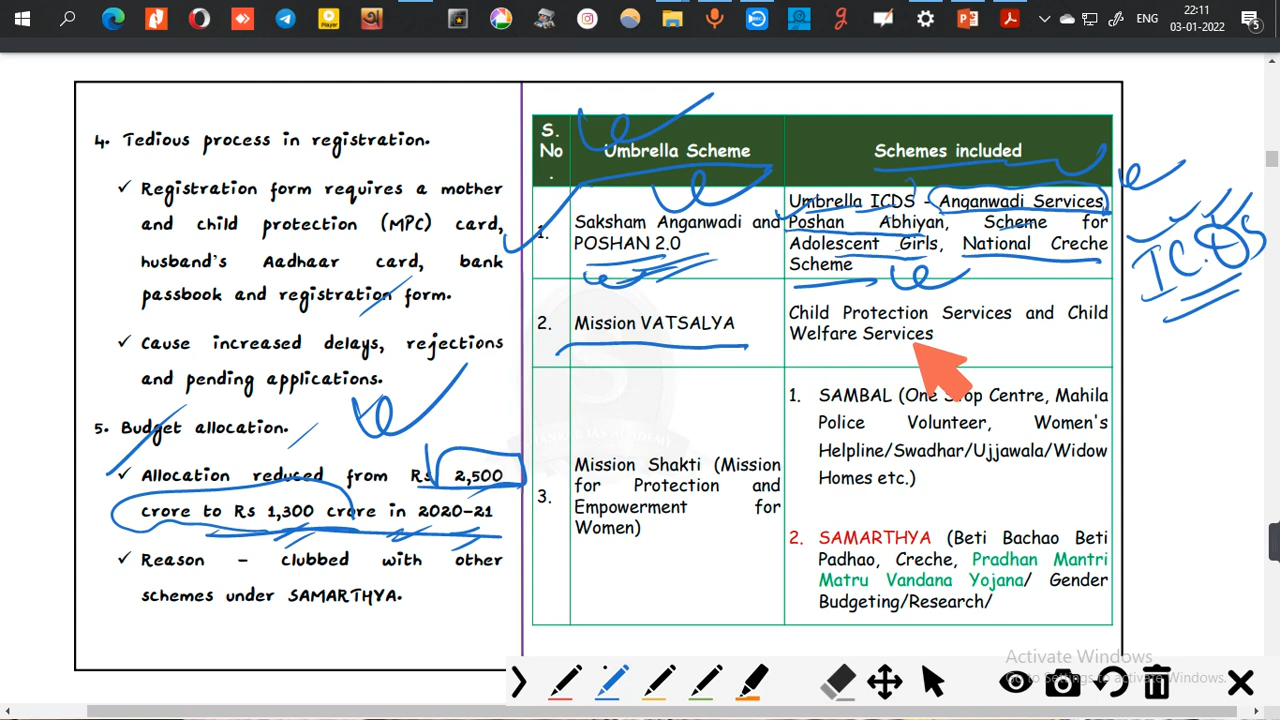 ENG
22:11
03-01-2022
5
4. Tedious process in registration.
✓ Registration form requires a mother
and child protection (MPC) card,
husband's Aadhaar card, bank
passbook and registration form.
✓ Cause increased delays, rejections
and pending applications.
5. Budget allocation.
✓ Allocation reduced from Rs 2,500
crore to Rs 1,300 crore in 2020-21
✓ Reason - clubbed with other
schemes under SAMARTHYA.
S.
No
.
Umbrella Scheme
Schemes included
1.
Saksham Anganwadi and
POSHAN 2.0
Umbrella ICDS - Anganwadi Services,
Poshan Abhiyan, Scheme for
Adolescent Girls, National Creche
Scheme
ICDS
2.
Mission VATSALYA
Child Protection Services and Child
Welfare Services
3.
Mission Shakti (Mission
for Protection and
Empowerment for
Women)
1. SAMBAL (One Stop Centre, Mahila
Police Volunteer, Women's
Helpline/Swadhar/Ujjawala/Widow
Homes etc.)
2. SAMARTHYA (Beti Bachao Beti
Padhao, Creche, Pradhan Mantri
Matru Vandana Yojana/ Gender
Budgeting/Research/
Activate Windows
Go to Settings to activate Windows.